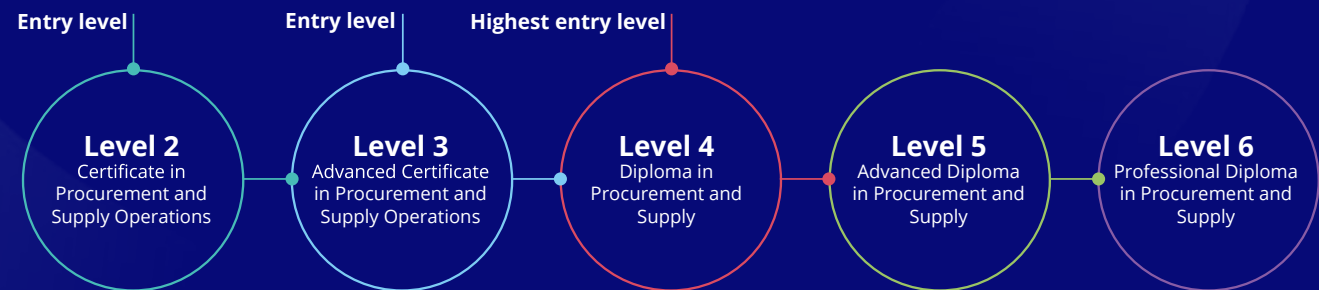 Entry level
Entry level
Highest entry level
Level 2
Certificate in
Procurement and
Supply Operations
Level 3
Advanced Certificate
in Procurement and
Supply Operations
Level 4
Diploma in
Procurement and
Supply
Level 5
Advanced Diploma
in Procurement and
Supply
Level 6
Professional Diploma
in Procurement and
Supply